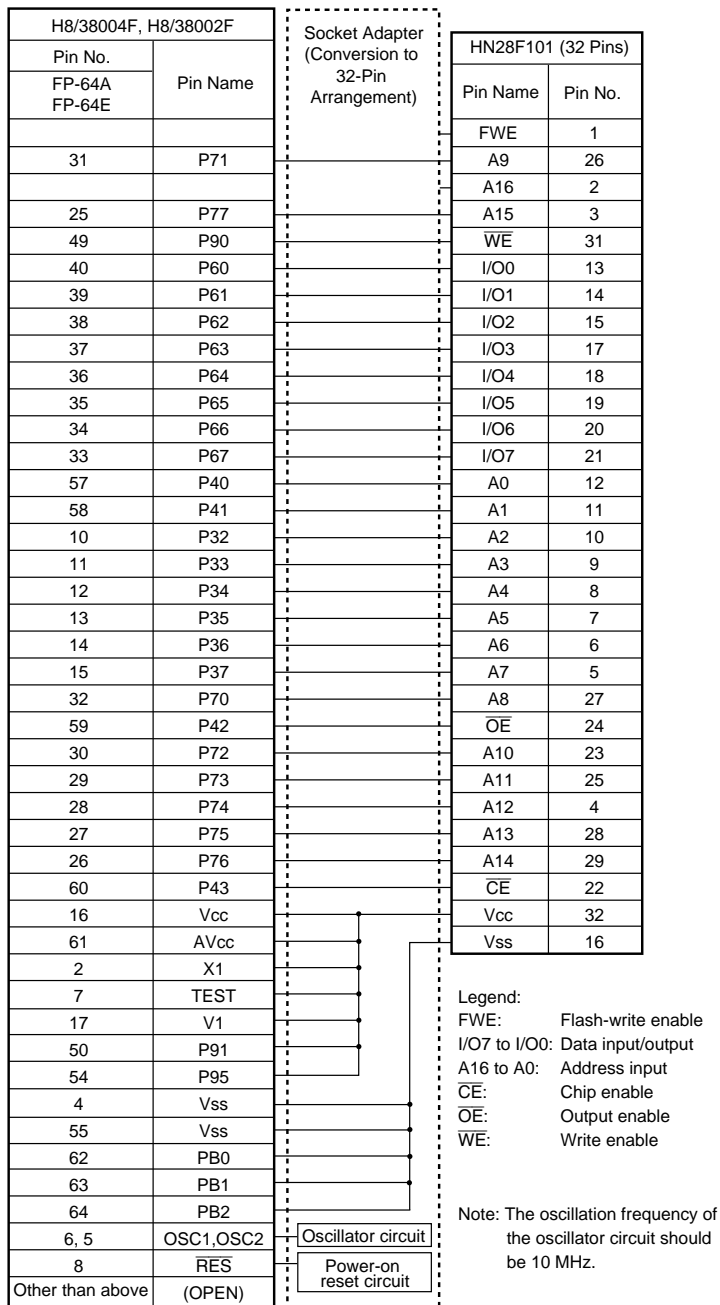 H8/38004F, H8/38002F
Pin No.
FP-64A
FP-64E
Pin Name
Socket Adapter
(Conversion to
32-Pin
Arrangement)
HN28F101 (32 Pins)
Pin Name Pin No.
FWE 1
31 P71 A9 26
A16 2
25 P77 A15 3
49 P90 W̅E̅ 31
40 P60 I/O0 13
39 P61 I/O1 14
38 P62 I/O2 15
37 P63 I/O3 17
36 P64 I/O4 18
35 P65 I/O5 19
34 P66 I/O6 20
33 P67 I/O7 21
57 P40 A0 12
58 P41 A1 11
10 P32 A2 10
11 P33 A3 9
12 P34 A4 8
13 P35 A5 7
14 P36 A6 6
15 P37 A7 5
32 P70 A8 27
59 P42 O̅E̅ 24
30 P72 A10 23
29 P73 A11 25
28 P74 A12 4
27 P75 A13 28
26 P76 A14 29
60 P43 C̅E̅ 22
16 Vcc Vcc 32
61 AVcc Vss 16
2 X1
7 TEST
17 V1
50 P91
54 P95
4 Vss
55 Vss
62 PB0
63 PB1
64 PB2
6, 5 OSC1,OSC2 Oscillator circuit
8 R̅E̅S̅ Power-on
reset circuit
Other than above (OPEN)
Legend:
FWE: Flash-write enable
I/O7 to I/O0: Data input/output
A16 to A0: Address input
C̅E̅: Chip enable
O̅E̅: Output enable
W̅E̅: Write enable
Note: The oscillation frequency of
the oscillator circuit should
be 10 MHz.